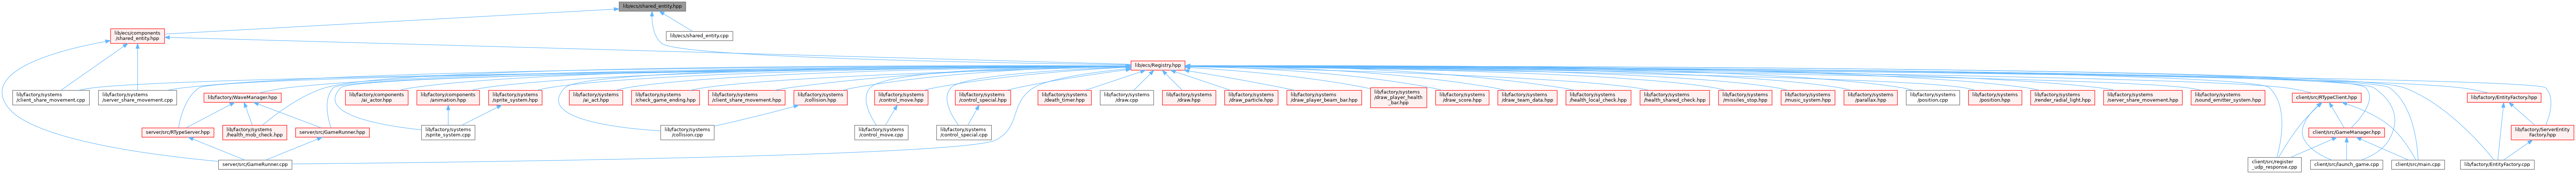 lib/ecs/shared_entity.hpp
lib/ecs/components
/shared_entity.hpp
lib/ecs/shared_entity.cpp
lib/ecs/Registry.hpp
lib/factory/systems
/client_share_movement.cpp
lib/factory/systems
/server_share_movement.cpp
lib/factory/WaveManager.hpp
lib/factory/components
/ai_actor.hpp
lib/factory/components
/animation.hpp
lib/factory/systems
/sprite_system.hpp
lib/factory/systems
/ai_act.hpp
lib/factory/systems
/check_game_ending.hpp
lib/factory/systems
/client_share_movement.hpp
lib/factory/systems
/collision.hpp
lib/factory/systems
/control_move.hpp
lib/factory/systems
/control_special.hpp
lib/factory/systems
/death_timer.hpp
lib/factory/systems
/draw.cpp
lib/factory/systems
/draw.hpp
lib/factory/systems
/draw_particle.hpp
lib/factory/systems
/draw_player_beam_bar.hpp
lib/factory/systems
/draw_player_health
_bar.hpp
lib/factory/systems
/draw_score.hpp
lib/factory/systems
/draw_team_data.hpp
lib/factory/systems
/health_local_check.hpp
lib/factory/systems
/health_shared_check.hpp
lib/factory/systems
/missiles_stop.hpp
lib/factory/systems
/music_system.hpp
lib/factory/systems
/parallax.hpp
lib/factory/systems
/position.cpp
lib/factory/systems
/position.hpp
lib/factory/systems
/render_radial_light.hpp
lib/factory/systems
/server_share_movement.hpp
lib/factory/systems
/sound_emitter_system.hpp
client/src/RTypeClient.hpp
lib/factory/EntityFactory.hpp
server/src/RTypeServer.hpp
lib/factory/systems
/health_mob_check.hpp
server/src/GameRunner.hpp
lib/factory/systems
/sprite_system.cpp
lib/factory/systems
/collision.cpp
lib/factory/systems
/control_move.cpp
lib/factory/systems
/control_special.cpp
client/src/GameManager.hpp
lib/factory/ServerEntity
Factory.hpp
server/src/GameRunner.cpp
client/src/register
_udp_response.cpp
client/src/launch_game.cpp
client/src/main.cpp
lib/factory/EntityFactory.cpp